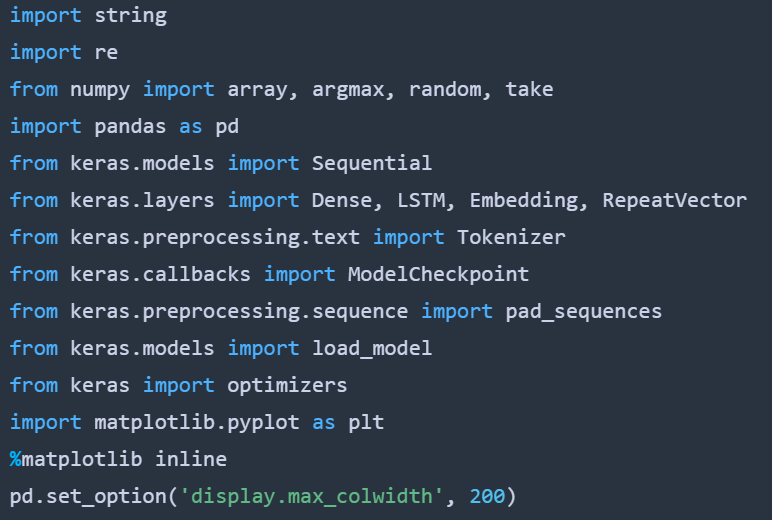 import string
import re
from numpy import array, argmax, random, take
import pandas as pd
from keras.models import Sequential
from keras.layers import Dense, LSTM, Embedding, RepeatVector
from keras.preprocessing.text import Tokenizer
from keras.callbacks import ModelCheckpoint
from keras.preprocessing.sequence import pad_sequences
from keras.models import load_model
from keras import optimizers
import matplotlib.pyplot as plt
%matplotlib inline
pd.set_option('display.max_colwidth', 200)